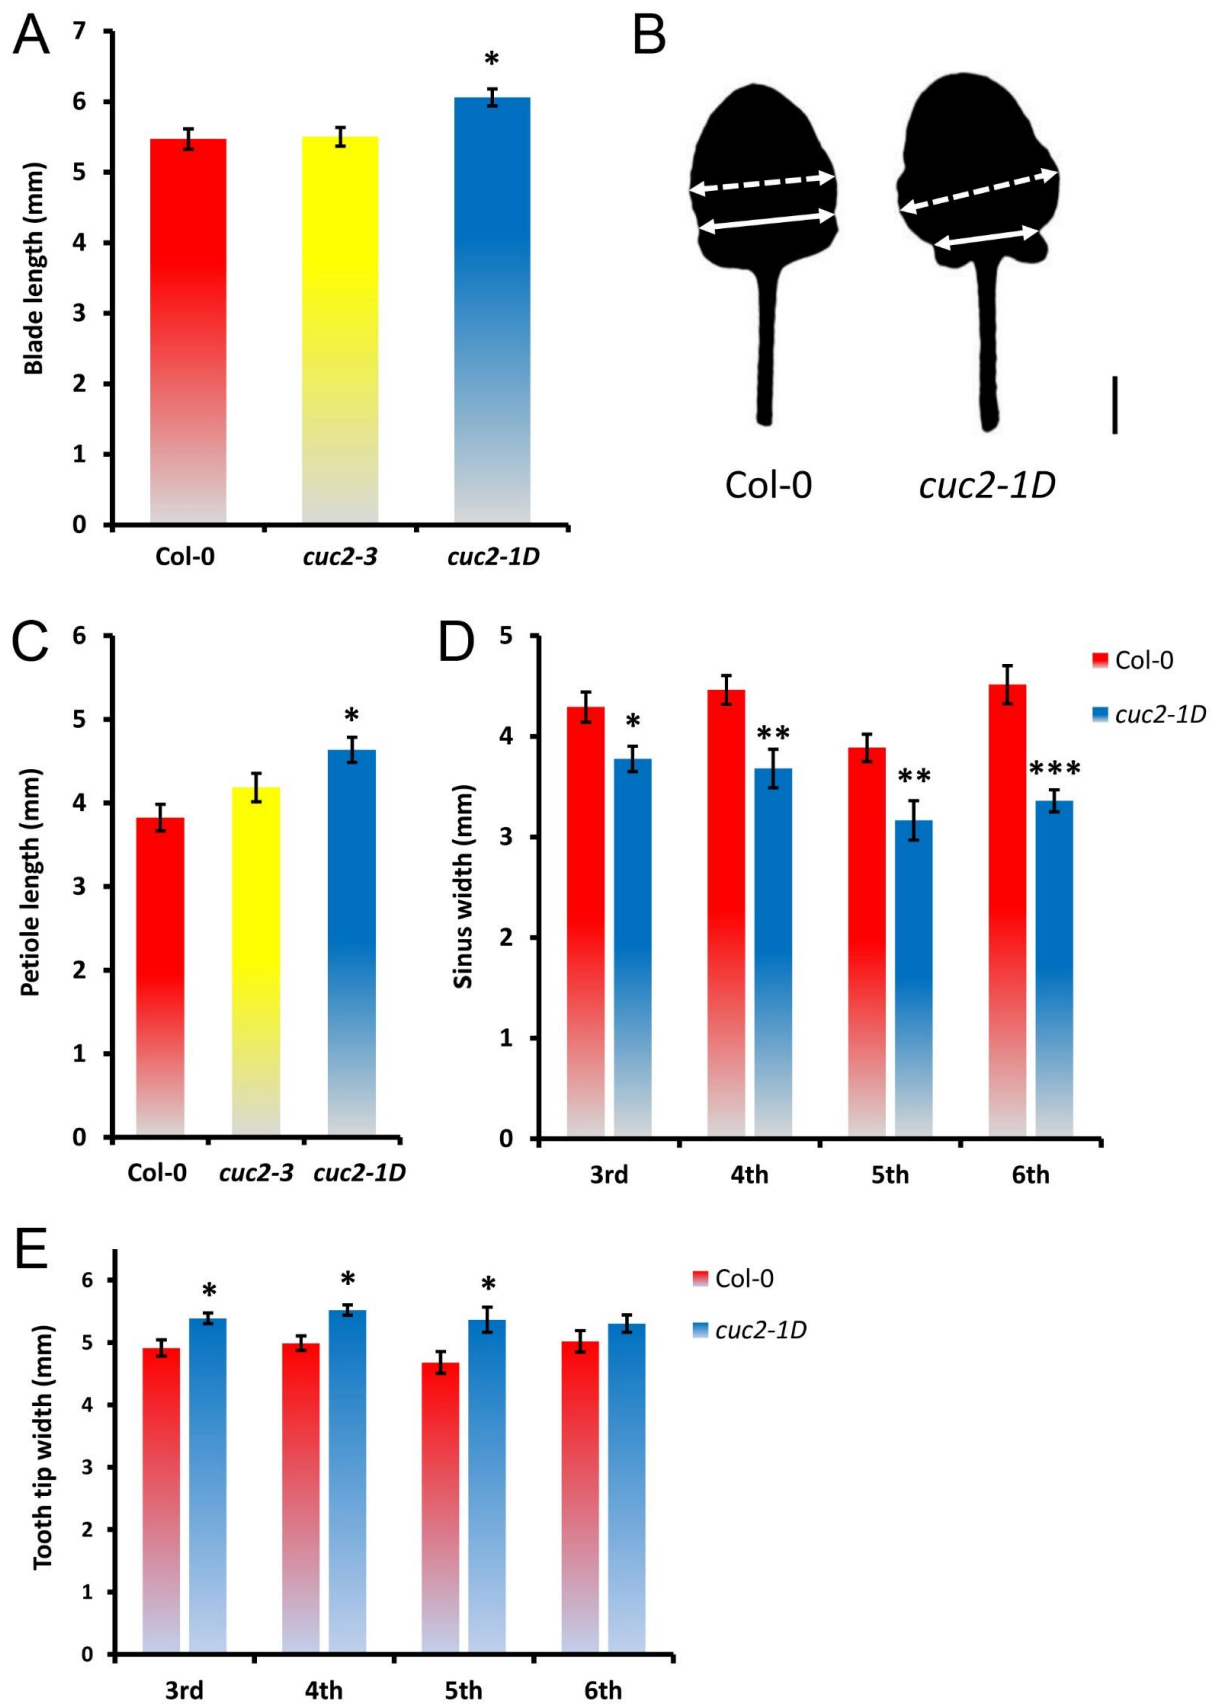 A
7
6
5
4
3
2
1
0
Blade length (mm)
*
Col-0 cuc2-3 cuc2-1D
B
Col-0 cuc2-1D
C
6
5
4
3
2
1
0
Petiole length (mm)
*
Col-0 cuc2-3 cuc2-1D
D
5
4
3
2
1
0
Sinus width (mm)
* ** ** ***
3rd 4th 5th 6th
Col-0
cuc2-1D
E
6
5
4
3
2
1
0
Tooth tip width (mm)
* * *
3rd 4th 5th 6th
Col-0
cuc2-1D